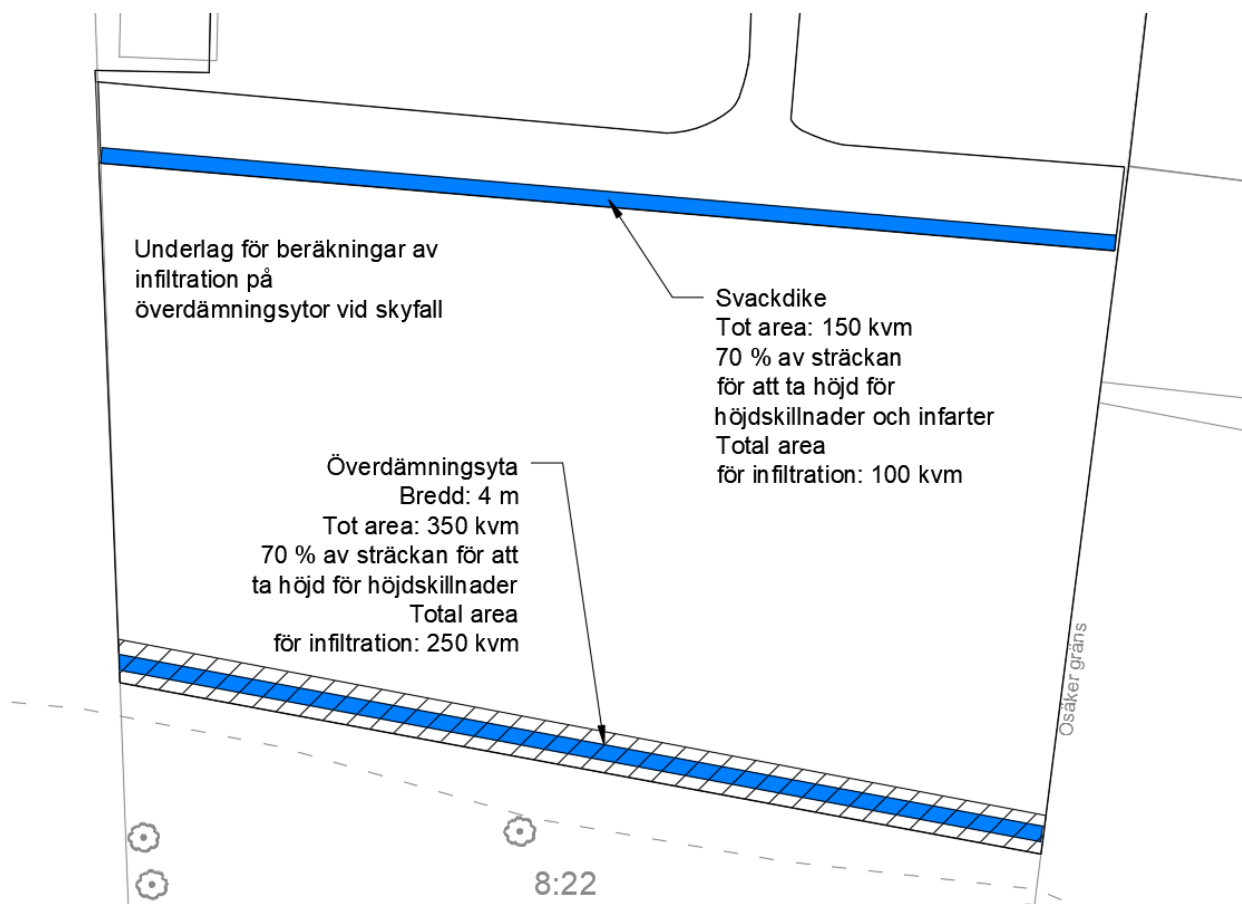 Underlag för beräkningar av
infiltration på
överdämningsytor vid skyfall
Svackdike
Tot area: 150 kvm
70 % av sträckan
för att ta höjd för
höjdskillnader och infarter
Total area
för infiltration: 100 kvm
Överdämningsyta
Bredd: 4 m
Tot area: 350 kvm
70 % av sträckan för att
ta höjd för höjdskillnader
Total area
för infiltration: 250 kvm
Osäker gräns
8:22